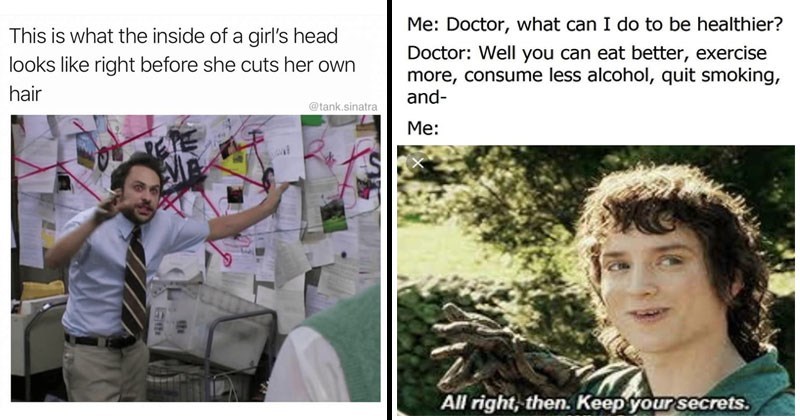 This is what the inside of a girl's head
looks like right before she cuts her own
hair
@tank.sinatra
PEPE
Me: Doctor, what can I do to be healthier?
Doctor: Well you can eat better, exercise
more, consume less alcohol, quit smoking,
and-
Me:
All right, then. Keep your secrets.